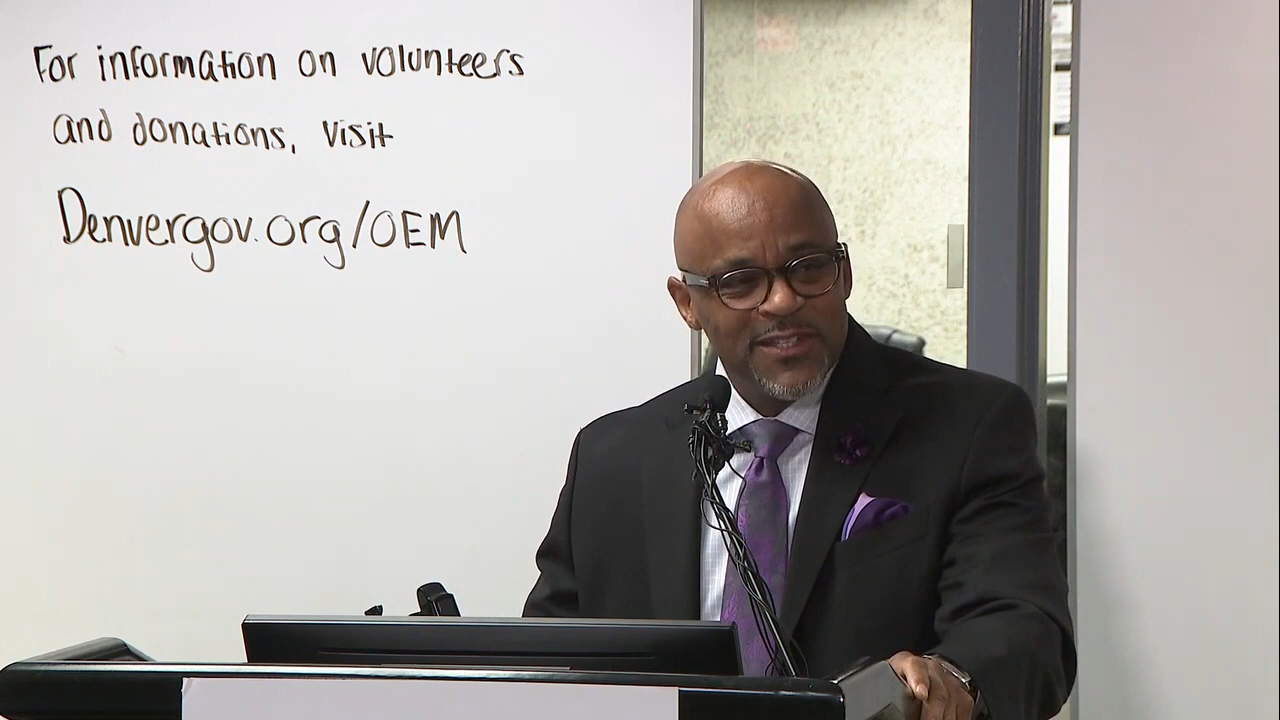 For information on volunteers
and donations, visit
Denvergov.org/OEM